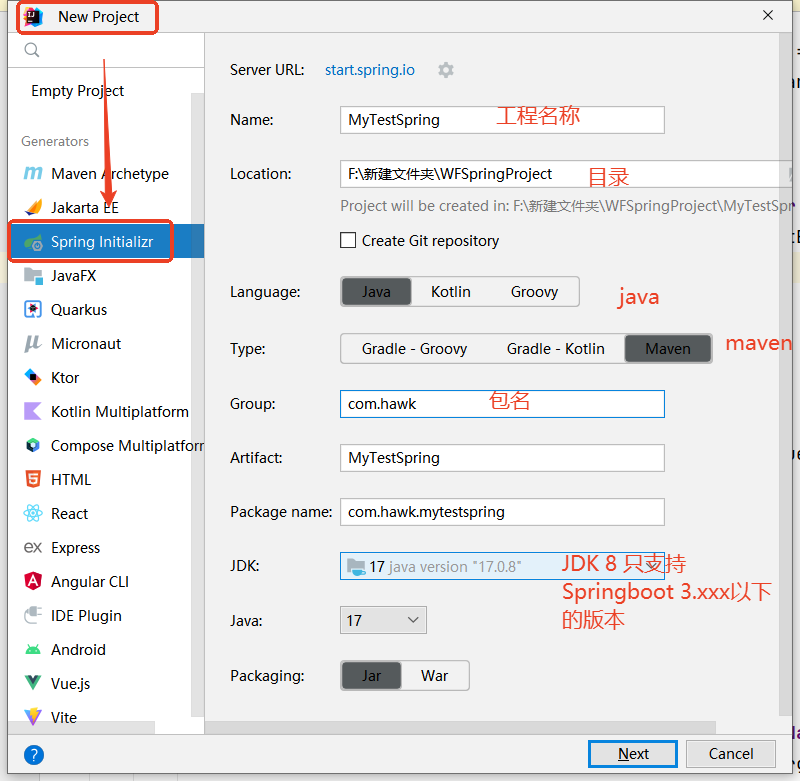 New Project
Empty Project
Generators
Maven Archetype
Jakarta EE
Spring Initializr
JavaFX
Quarkus
Micronaut
Ktor
Kotlin Multiplatform
Compose Multiplatforr
HTML
React
Express
Angular CLI
IDE Plugin
Android
Vue.js
Vite
Server URL: start.spring.io
Name: MyTestSpring 工程名称
Location: F:\新建文件夹\WFSpringProject 目录
Project will be created in: F:\新建文件夹\WFSpringProject\MyTestSpr
Create Git repository
Language: Java Kotlin Groovy java
Type: Gradle - Groovy Gradle - Kotlin Maven maven
Group: com.hawk 包名
Artifact: MyTestSpring
Package name: com.hawk.mytestspring
JDK: 17 java version "17.0.8" JDK 8 只支持
Springboot 3.xxx以下
的版本
Java: 17
Packaging: Jar War
? Next Cancel